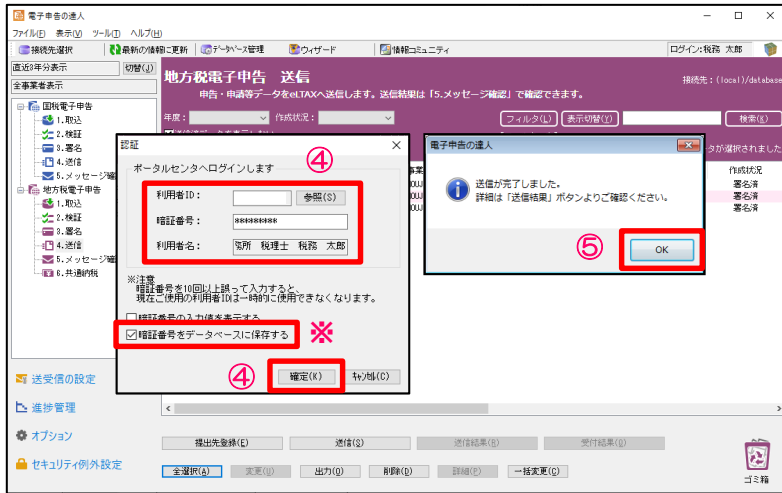 電子申告の達人
ファイル(F) 表示(V) ツール(T) ヘルプ(H)
接続先選択 最新の情報に更新 データベース管理 ウィザード 情報コミュニティ ログイン:税務 太郎
直近3年分表示 切替(J)
全事業者表示
国税電子申告
1.取込
2.検証
3.署名
4.送信
5.メッセージ確
地方税電子申告
1.取込
2.検証
3.署名
4.送信
5.メッセージ確
6.共通納税
送受信の設定
進捗管理
オプション
セキュリティ例外設定
地方税電子申告 送信
接続先:(local)/database
申告・申請等データをeLTAXへ送信します。送信結果は「5.メッセージ確認」で確認できます。
年度: 作成状況: フィルタ(L) 表示切替(Y) 検索(K)
タが選択されました
作成状況
署名済
署名済
署名済
認証
ポータルセンタへログインします
④
利用者ID: 参照(S)
暗証番号: *********
利用者名: 務所 税理士 税務 太郎
※注意
暗証番号を10回以上誤って入力すると、
現在ご使用の利用者IDは一時的に使用できなくなります。
暗証番号の入力値を表示する
暗証番号をデータベースに保存する ※
④ 確定(K) キャンセル(C)
電子申告の達人
送信が完了しました。
詳細は「送信結果」ボタンよりご確認ください。
⑤ OK
提出先登録(E) 送信(S) 送信結果(B) 受付結果(U)
全選択(A) 変更(U) 出力(O) 削除(D) 詳細(P) 一括変更(C)
ゴミ箱